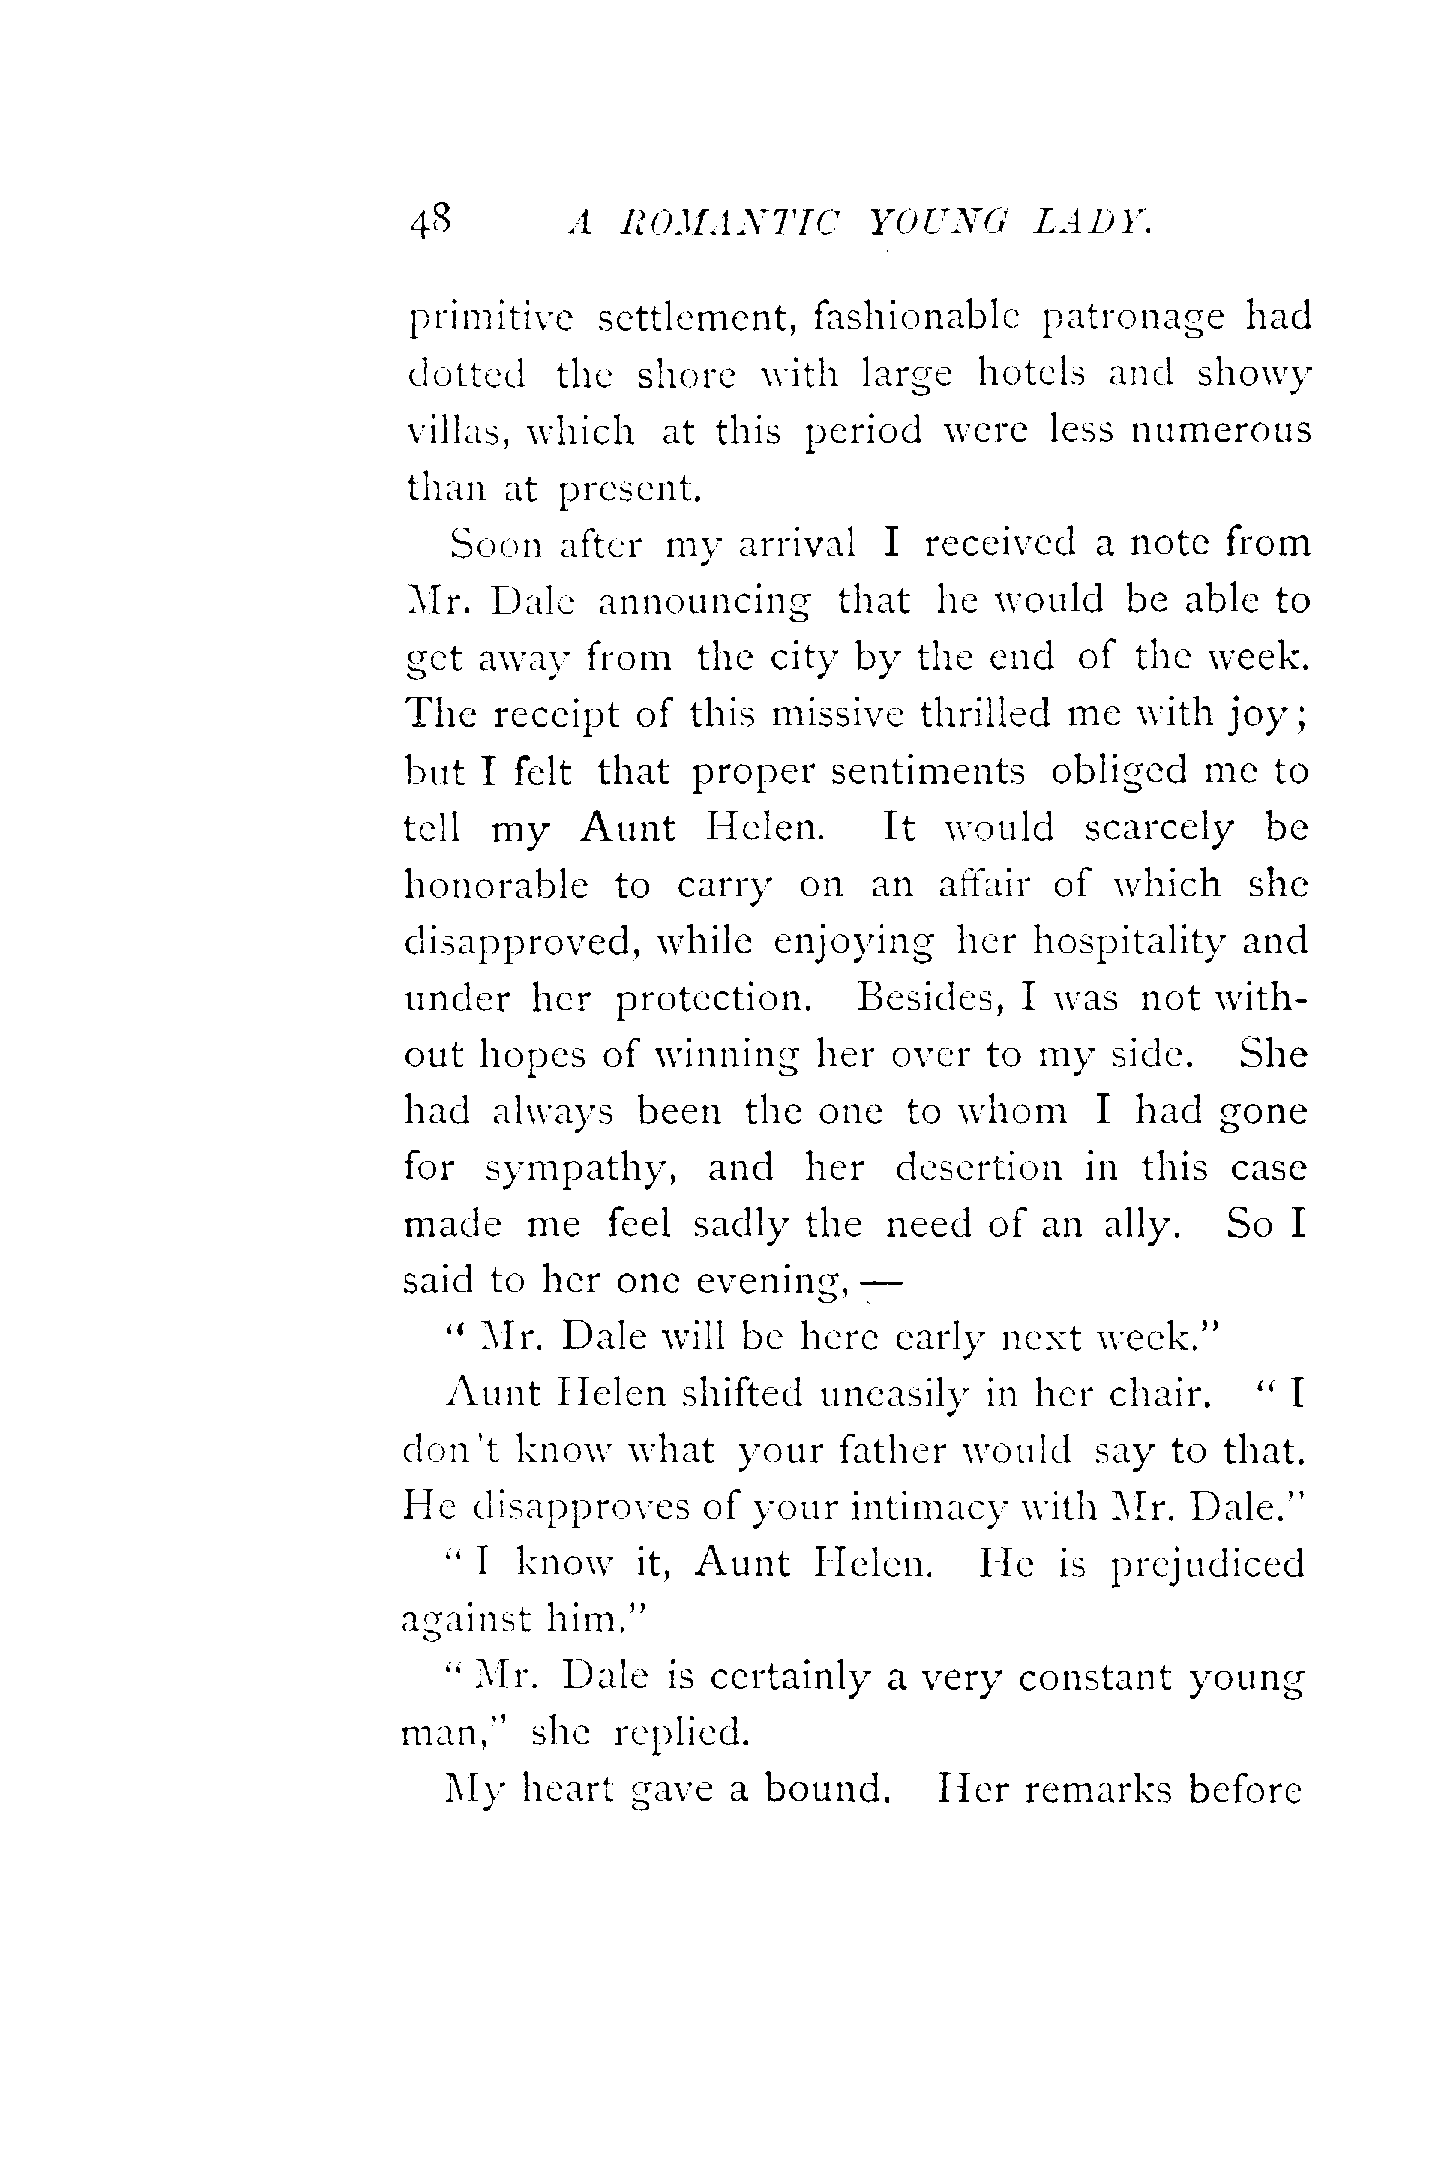 48 A ROMANTIC YOUNG LADY.
primitive settlement, fashionable patronage had
dotted the shore with large hotels and showy
villas, which at this period were less numerous
than at present.
Soon after my arrival I received a note from
Mr. Dale announcing that he would be able to
get away from the city by the end of the week.
The receipt of this missive thrilled me with joy;
but I felt that proper sentiments obliged me to
tell my Aunt Helen. It would scarcely be
honorable to carry on an affair of which she
disapproved, while enjoying her hospitality and
under her protection. Besides, I was not with-
out hopes of winning her over to my side. She
had always been the one to whom I had gone
for sympathy, and her desertion in this case
made me feel sadly the need of an ally. So I
said to her one evening, —
"Mr. Dale will be here early next week."
Aunt Helen shifted uneasily in her chair. "I
don't know what your father would say to that.
He disapproves of your intimacy with Mr. Dale."
"I know it, Aunt Helen. He is prejudiced
against him."
"Mr. Dale is certainly a very constant young
man," she replied.
My heart gave a bound. Her remarks before